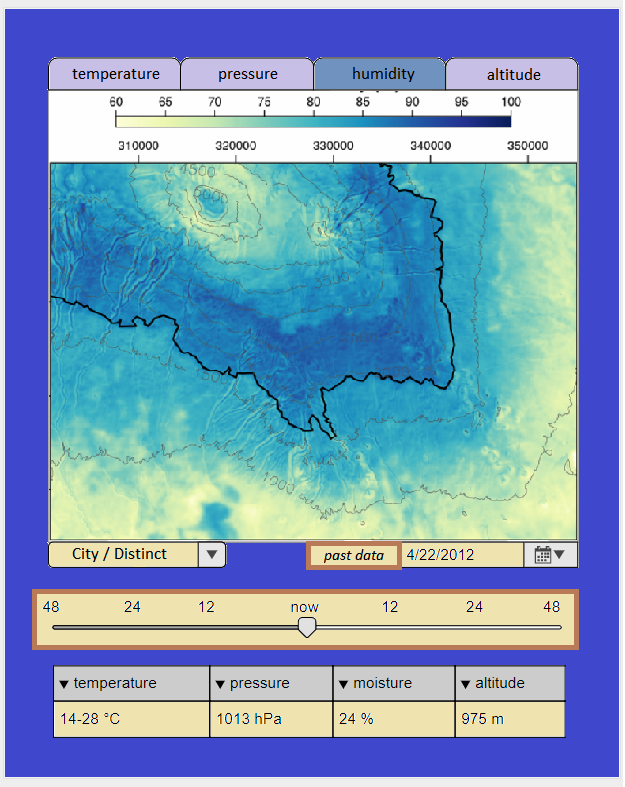 temperature pressure humidity altitude
60 65 70 75 80 85 90 95 100
310000 320000 330000 340000 350000
4500
1000
City / Distinct past data 4/22/2012
48 24 12 now 12 24 48
temperature pressure moisture altitude
14-28 °C 1013 hPa 24 % 975 m